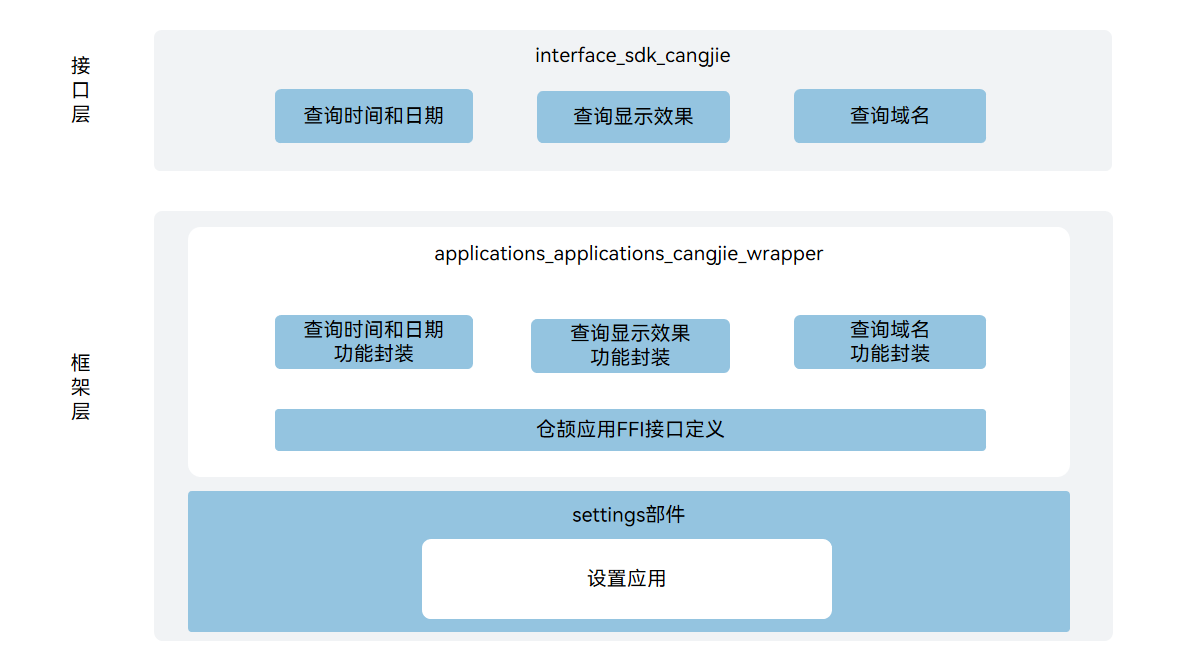 接
口
层
interface_sdk_cangjie
查询时间和日期
查询显示效果
查询域名
框
架
层
applications_applications_cangjie_wrapper
查询时间和日期
功能封装
查询显示效果
功能封装
查询域名
功能封装
仓颉应用FFI接口定义
settings部件
设置应用